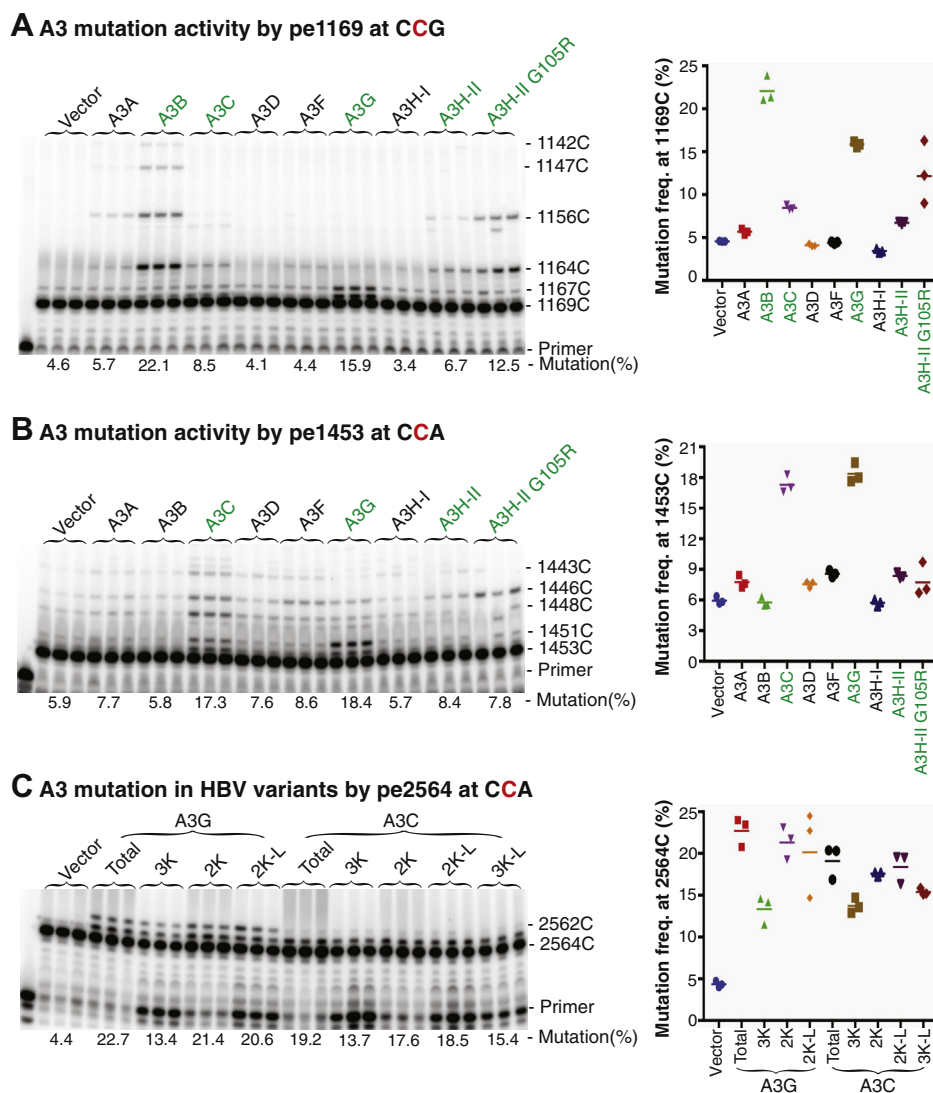 A A3 mutation activity by pe1169 at CCG
Vector A3A A3B A3C A3D A3F A3G A3H-I A3H-II A3H-II G105R
- 1142C
- 1147C
- 1156C
- 1164C
- 1167C
- 1169C
- Primer
4.6 5.7 22.1 8.5 4.1 4.4 15.9 3.4 6.7 12.5 - Mutation(%)
Mutation freq. at 1169C (%)
25
20
15
10
5
0
Vector A3A A3B A3C A3D A3F A3G A3H-I A3H-II A3H-II G105R
B A3 mutation activity by pe1453 at CCA
Vector A3A A3B A3C A3D A3F A3G A3H-I A3H-II A3H-II G105R
- 1443C
- 1446C
- 1448C
- 1451C
- 1453C
- Primer
5.9 7.7 5.8 17.3 7.6 8.6 18.4 5.7 8.4 7.8 - Mutation(%)
Mutation freq. at 1453C (%)
21
18
15
12
9
6
3
0
Vector A3A A3B A3C A3D A3F A3G A3H-I A3H-II A3H-II G105R
C A3 mutation in HBV variants by pe2564 at CCA
A3G A3C
Vector Total 3K 2K 2K-L Total 3K 2K 2K-L 3K-L
- 2562C
- 2564C
- Primer
4.4 22.7 13.4 21.4 20.6 19.2 13.7 17.6 18.5 15.4 - Mutation(%)
Mutation freq. at 2564C (%)
25
20
15
10
5
0
Vector Total 3K 2K 2K-L Total 3K 2K 2K-L 3K-L
A3G A3C